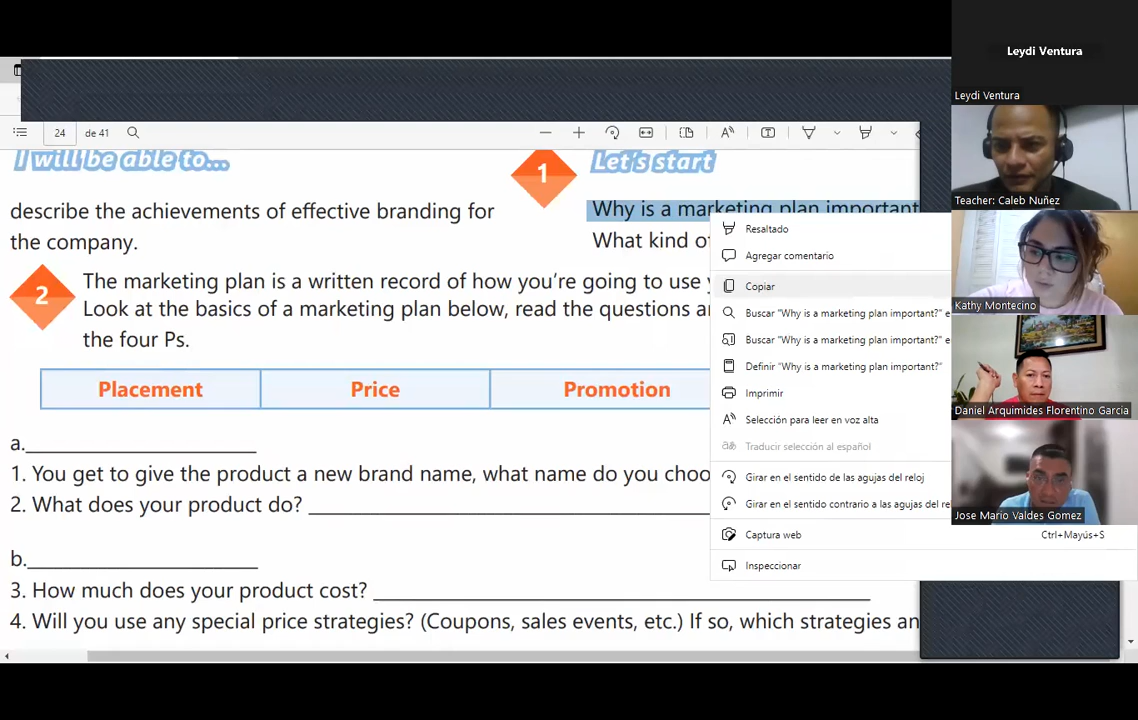 Leydi Ventura
Leydi Ventura
24 de 41
I will be able to...
1
Let's start
describe the achievements of effective branding for
the company.
Why is a marketing plan important
What kind of
2
The marketing plan is a written record of how you're going to use
Look at the basics of a marketing plan below, read the questions
the four Ps.
Placement Price Promotion
a.
1. You get to give the product a new brand name, what name do you choo
2. What does your product do?
b.
3. How much does your product cost?
4. Will you use any special price strategies? (Coupons, sales events, etc.) If so, which strategies an
Resaltado
Agregar comentario
Copiar
Buscar "Why is a marketing plan important?" e
Buscar "Why is a marketing plan important?" e
Definir "Why is a marketing plan important?"
Imprimir
Selección para leer en voz alta
Traducir selección al español
Girar en el sentido de las agujas del reloj
Girar en el sentido contrario a las agujas del re
Captura web Ctrl+Mayús+S
Inspeccionar
Teacher: Caleb Nuñez
Kathy Montecino
Daniel Arquimides Florentino Garcia
Jose Mario Valdes Gomez